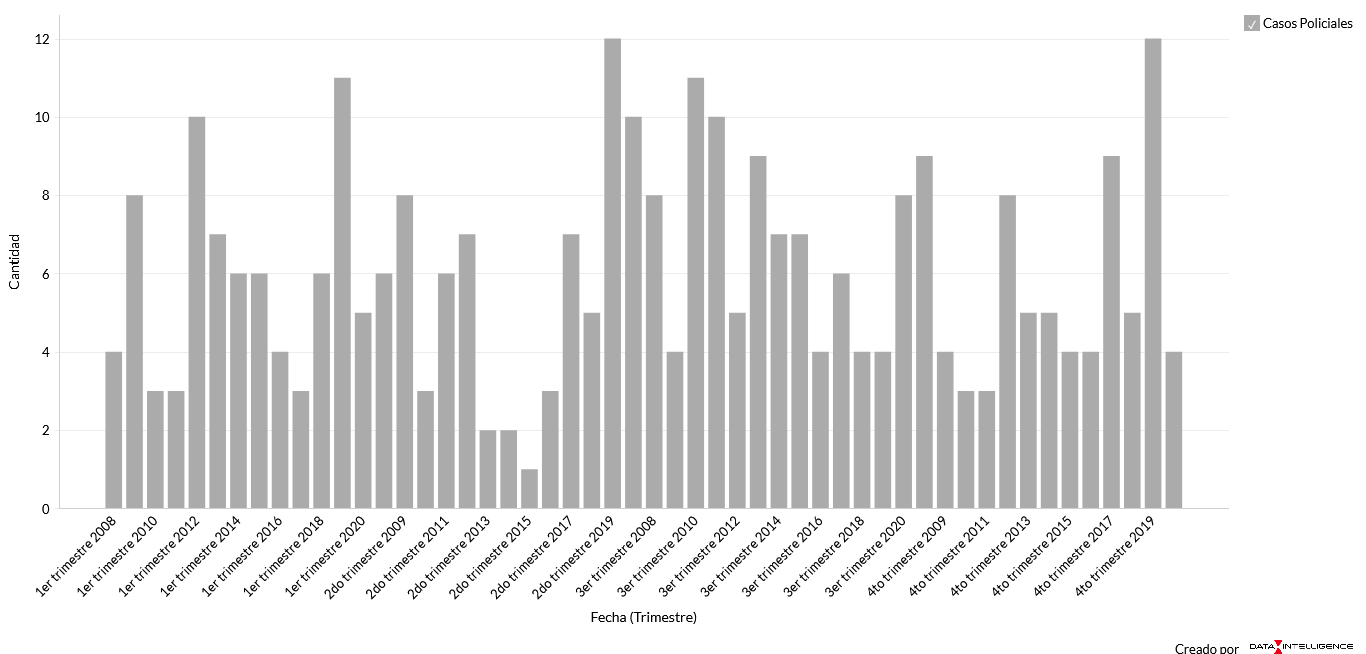 Casos Policiales
12
10
8
6
4
2
0
Cantidad
1er trimestre 2008
1er trimestre 2010
1er trimestre 2012
1er trimestre 2014
1er trimestre 2016
1er trimestre 2018
1er trimestre 2020
2do trimestre 2009
2do trimestre 2011
2do trimestre 2013
2do trimestre 2015
2do trimestre 2017
2do trimestre 2019
3er trimestre 2008
3er trimestre 2010
3er trimestre 2012
3er trimestre 2014
3er trimestre 2016
3er trimestre 2018
3er trimestre 2020
4to trimestre 2009
4to trimestre 2011
4to trimestre 2013
4to trimestre 2015
4to trimestre 2017
4to trimestre 2019
Fecha (Trimestre)
Creado por DATA INTELLIGENCE